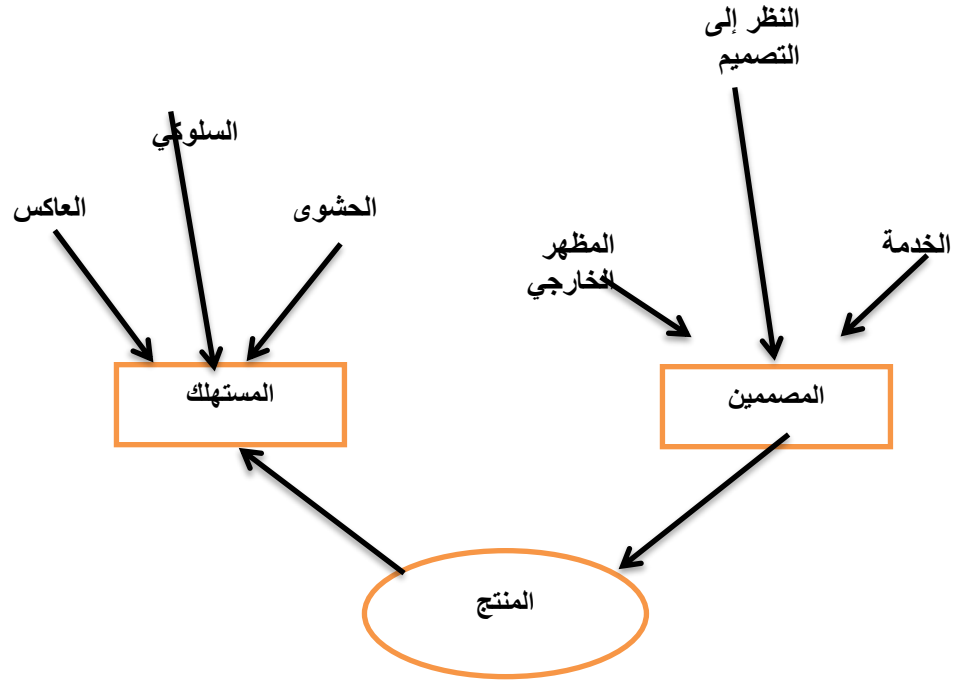 النظر إلى
التصميم
السلوكي
الحشوى
العاكس
الخدمة
المظهر
الخارجي
المصممين
المستهلك
المنتج